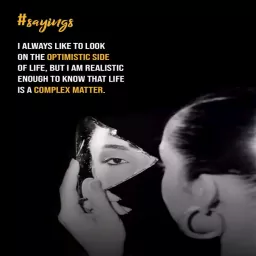 #sayings
I ALWAYS LIKE TO LOOK
ON THE OPTIMISTIC SIDE
OF LIFE, BUT I AM REALISTIC
ENOUGH TO KNOW THAT LIFE
IS A COMPLEX MATTER.